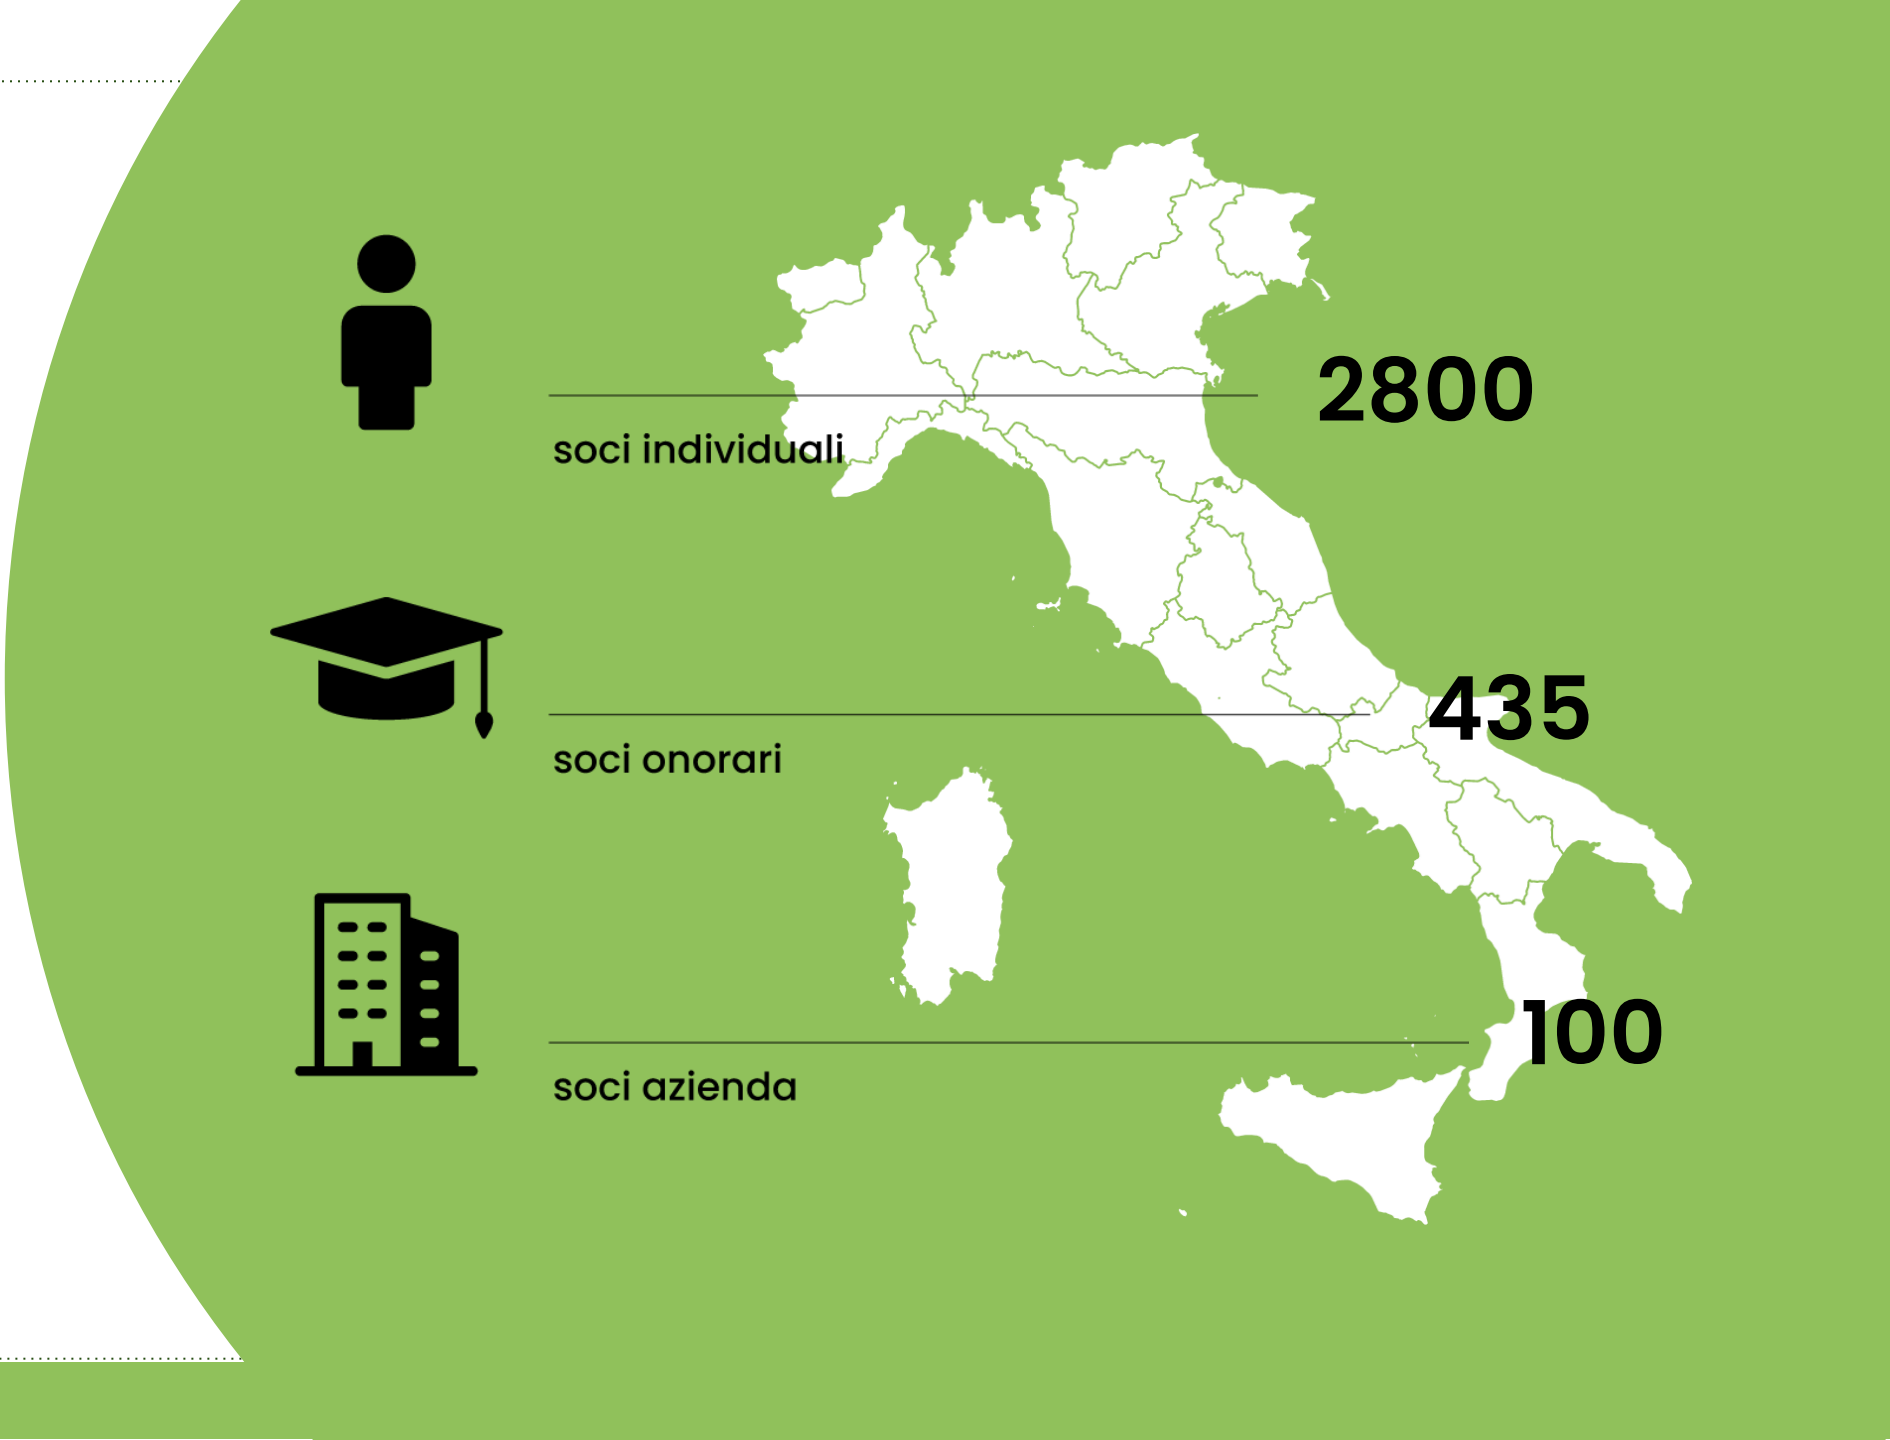 2800
soci individuali
435
soci onorari
100
soci azienda